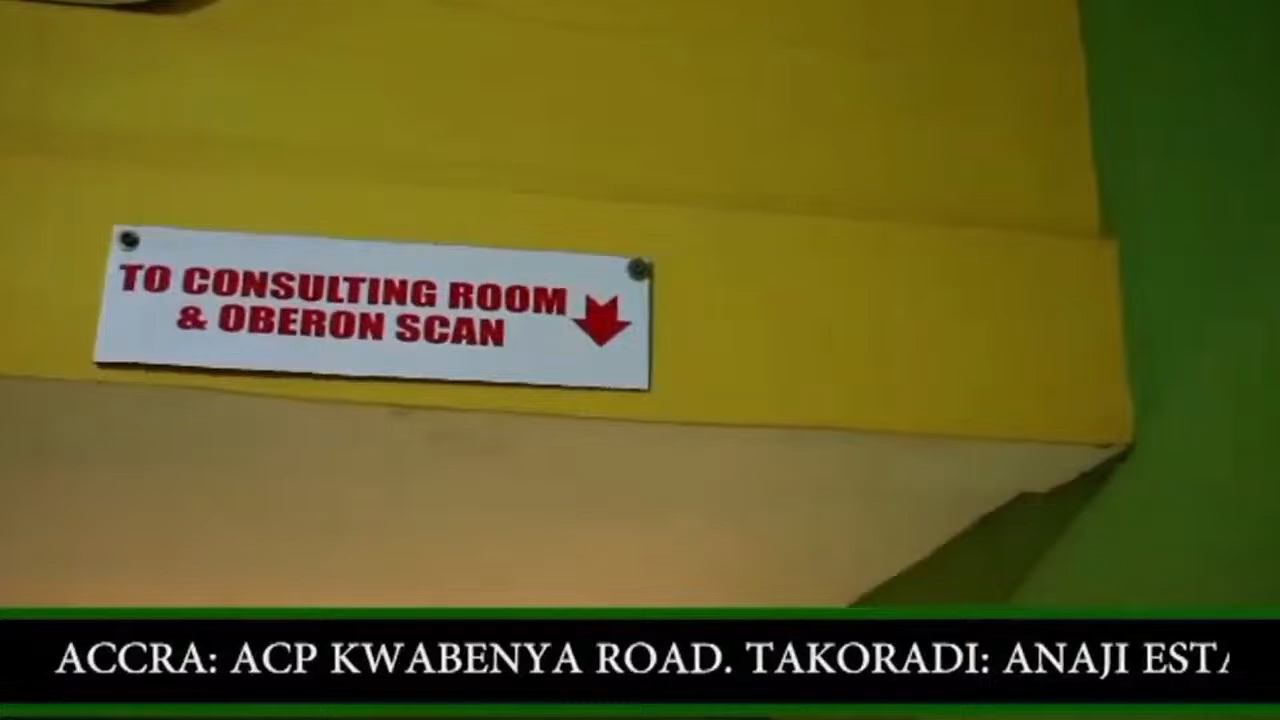 TO CONSULTING ROOM
& OBERON SCAN
ACCRA: ACP KWABENYA ROAD. TAKORADI: ANAJI